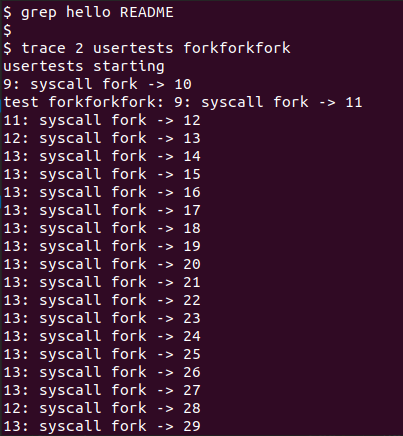 $ grep hello README
$
$ trace 2 usertests forkforkfork
usertests starting
9: syscall fork -> 10
test forkforkfork: 9: syscall fork -> 11
11: syscall fork -> 12
12: syscall fork -> 13
13: syscall fork -> 14
13: syscall fork -> 15
13: syscall fork -> 16
13: syscall fork -> 17
13: syscall fork -> 18
13: syscall fork -> 19
13: syscall fork -> 20
13: syscall fork -> 21
13: syscall fork -> 22
13: syscall fork -> 23
13: syscall fork -> 24
13: syscall fork -> 25
13: syscall fork -> 26
13: syscall fork -> 27
12: syscall fork -> 28
13: syscall fork -> 29